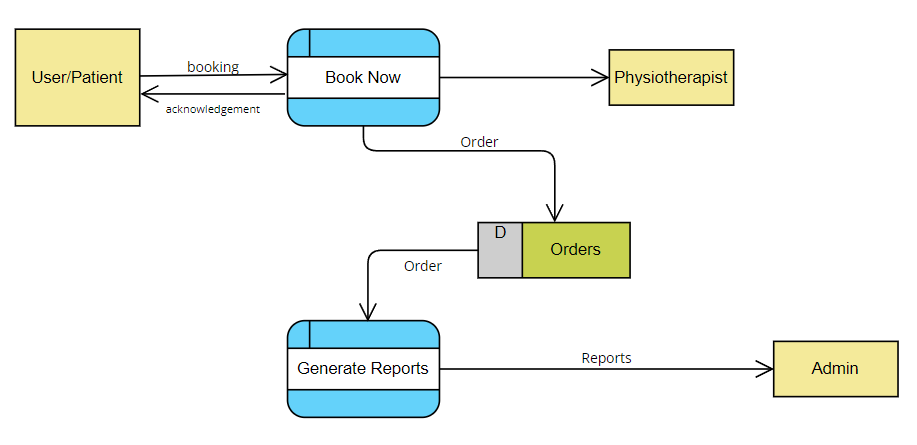 User/Patient
booking
acknowledgement
Book Now
Physiotherapist
Order
D
Orders
Order
Generate Reports
Reports
Admin